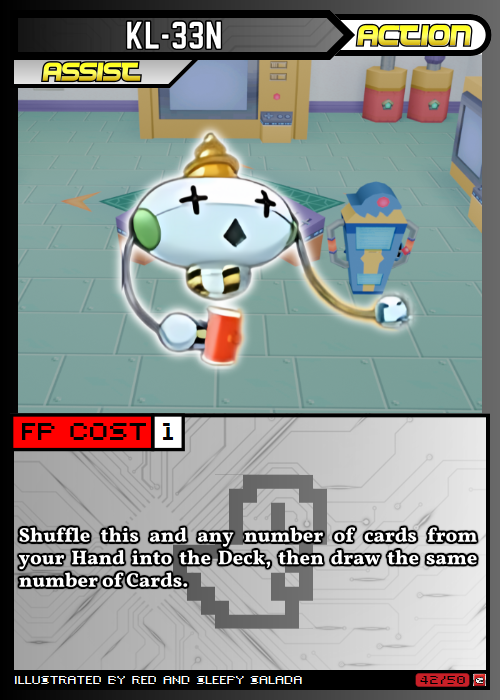 KL-33N
ACTION
ASSIST
FP COST 1
Shuffle this and any number of cards from
your Hand into the Deck, then draw the same
number of Cards.
ILLUSTRATED BY RED AND SLEEPY SALADA
42/50